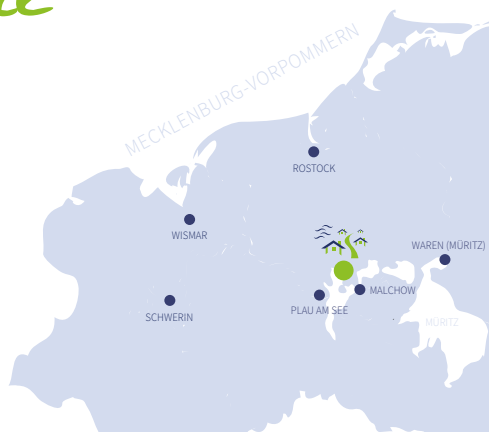 MECKLENBURG-VORPOMMERN
ROSTOCK
WISMAR
WAREN (MÜRITZ)
MALCHOW
PLAU AM SEE
SCHWERIN
MÜRITZ